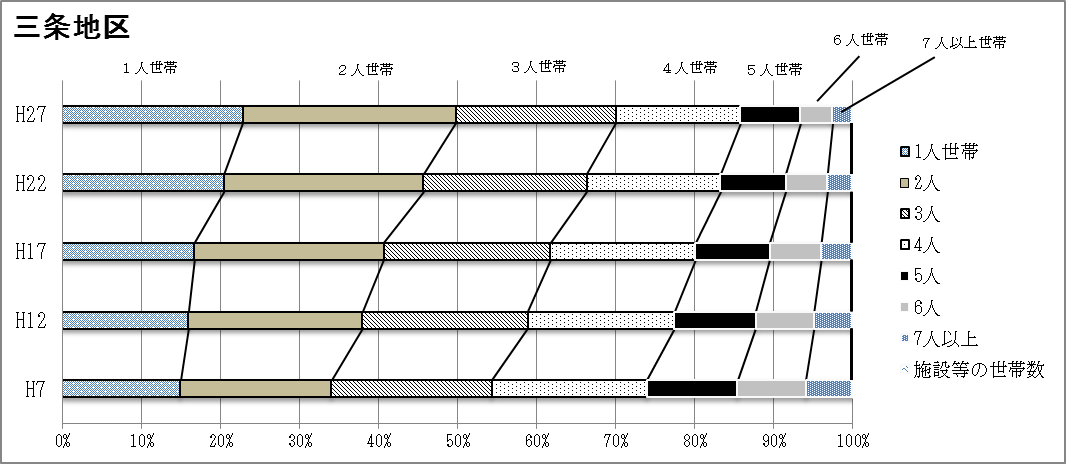 三条地区
６人世帯
７人以上世帯
１人世帯
２人世帯
３人世帯
４人世帯
５人世帯
H27
H22
H17
H12
H7
0% 10% 20% 30% 40% 50% 60% 70% 80% 90% 100%
1人世帯
2人
3人
4人
5人
6人
7人以上
施設等の世帯数